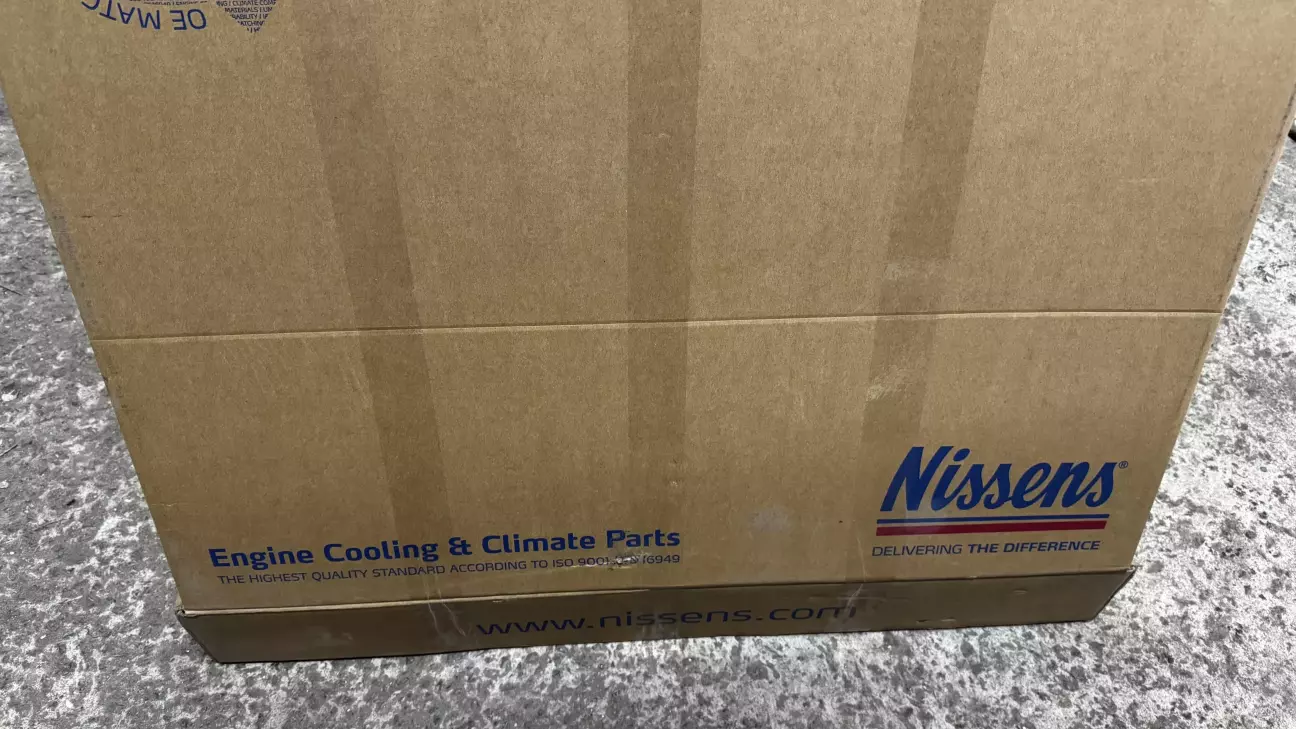 OE MATC
Nissens®
DELIVERING THE DIFFERENCE
Engine Cooling & Climate Parts
THE HIGHEST QUALITY STANDARD ACCORDING TO ISO 9001 16949
www.nissens.com